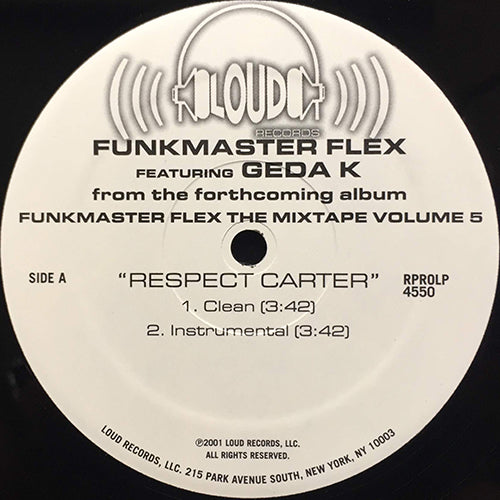 LOUD
RECORDS
FUNKMASTER FLEX
FEATURING GEDA K
from the forthcoming album
FUNKMASTER FLEX THE MIXTAPE VOLUME 5
SIDE A
"RESPECT CARTER"
RPROLP
4550
1. Clean (3:42)
2. Instrumental (3:42)
℗2001 LOUD RECORDS, LLC.
ALL RIGHTS RESERVED.
LOUD RECORDS, LLC. 215 PARK AVENUE SOUTH, NEW YORK, NY 10003